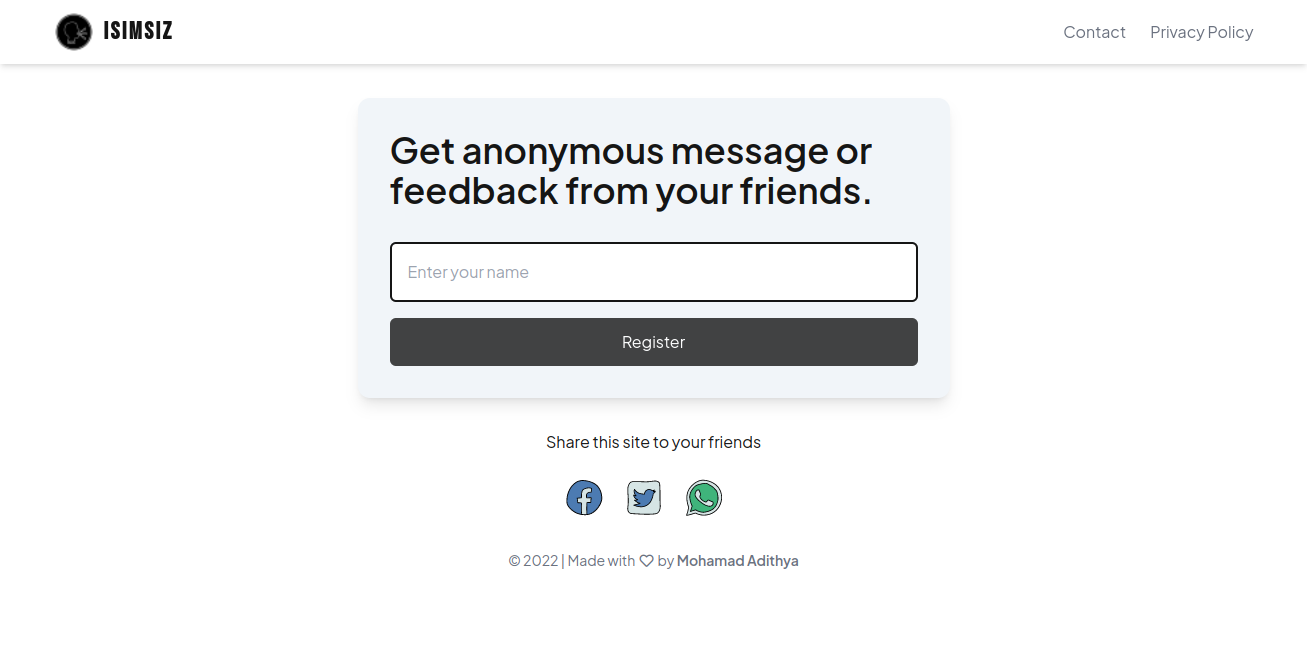 ISIMSIZ
Contact
Privacy Policy
Get anonymous message or
feedback from your friends.
Enter your name
Register
Share this site to your friends
© 2022 | Made with ♡ by Mohamad Adithya